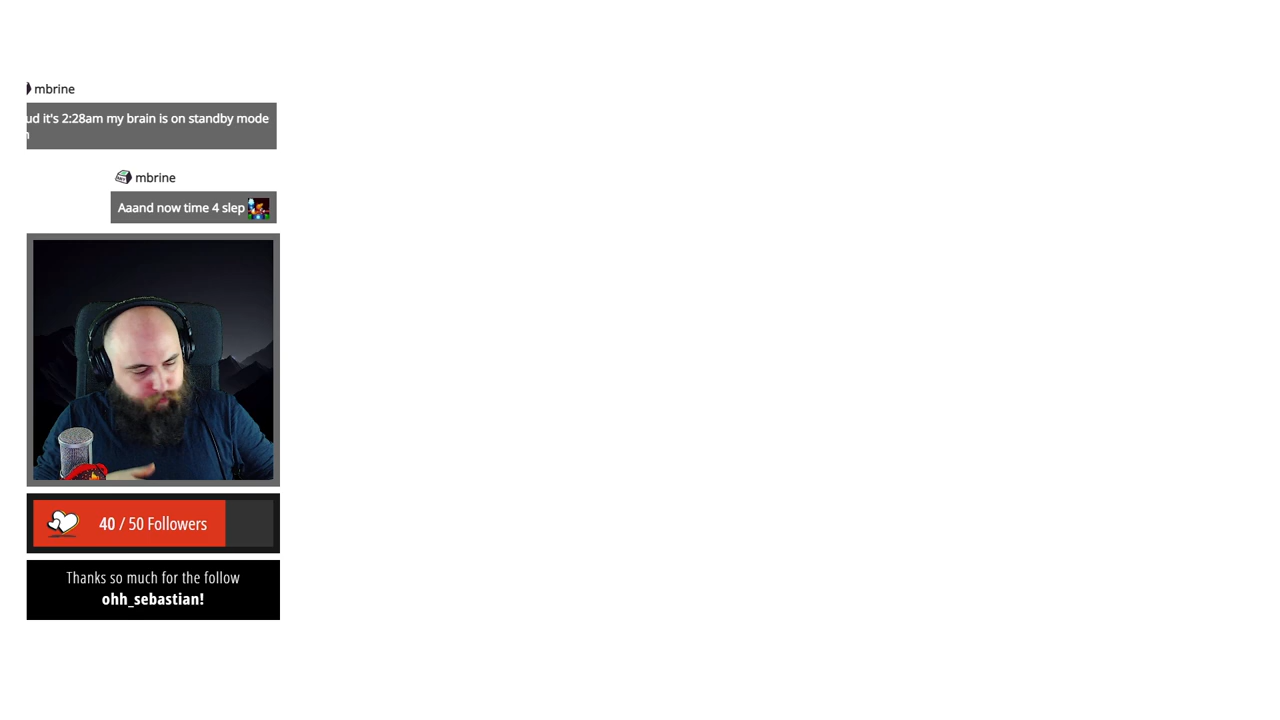 mbrine
it's 2:28am my brain is on standby mode
mbrine
Aaand now time 4 slep
40 / 50 Followers
Thanks so much for the follow
ohh_sebastian!